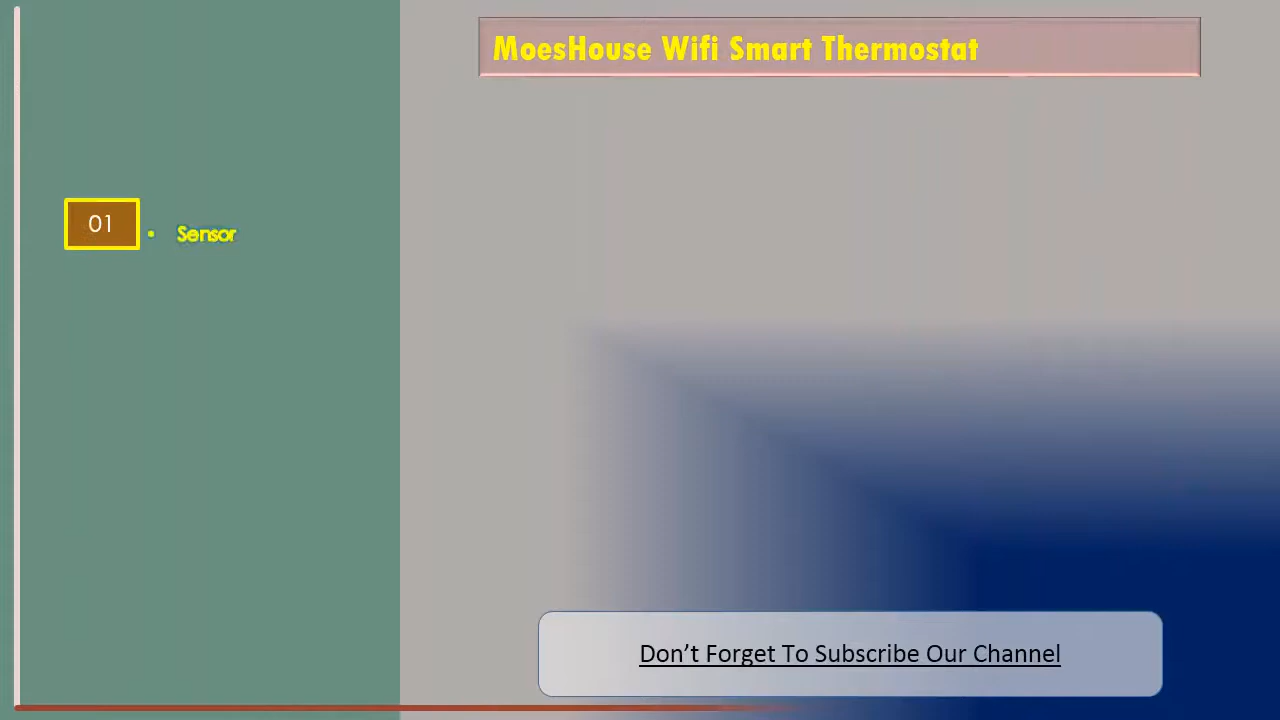 MoesHouse Wifi Smart Thermostat
01
• Sensor
Don’t Forget To Subscribe Our Channel